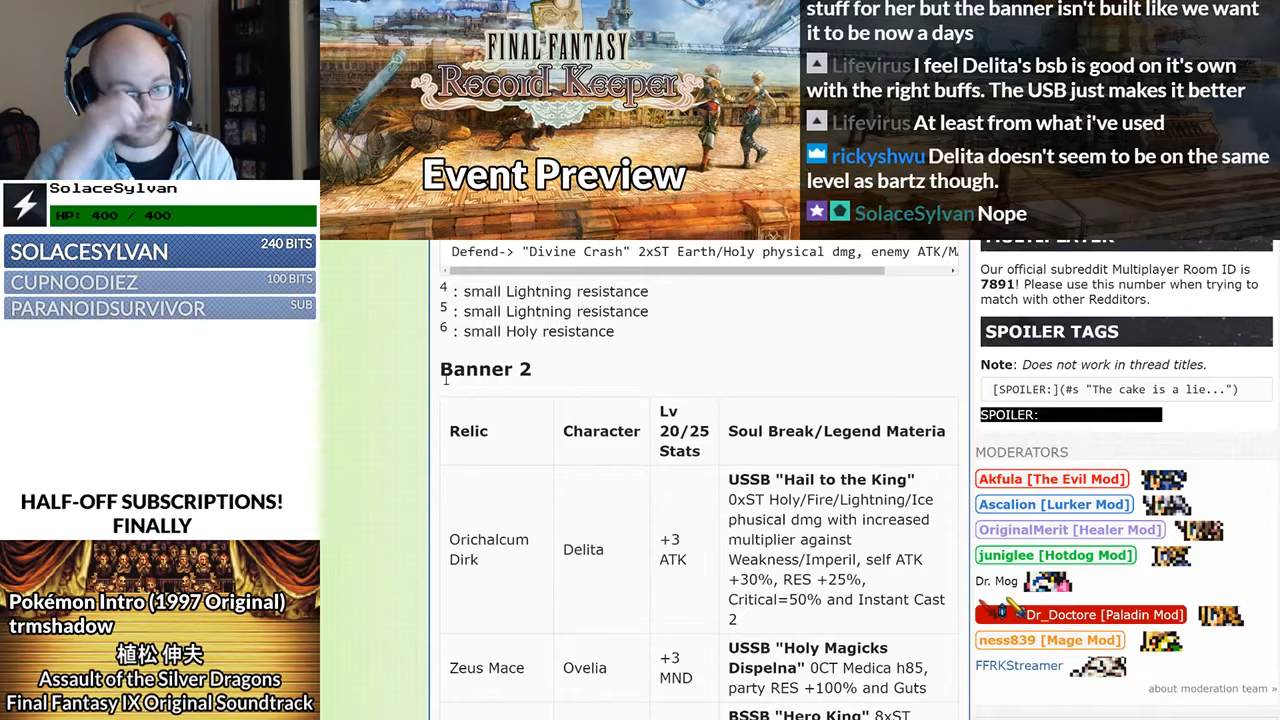 SolaceSylvan
HP: 400 / 400
SOLACESYLVAN 240 BITS
CUPNOODIEZ 100 BITS
PARANOIDSURVIVOR SUB
HALF-OFF SUBSCRIPTIONS!
FINALLY
Pokémon Intro (1997 Original)
trmshadow
植松 伸夫
Assault of the Silver Dragons
Final Fantasy IX Original Soundtrack
FINAL FANTASY
Record Keeper
Event Preview
stuff for her but the banner isn't built like we want
it to be now a days
Lifevirus I feel Delita's bsb is good on it's own
with the right buffs. The USB just makes it better
Lifevirus At least from what i've used
rickyshwu Delita doesn't seem to be on the same
level as bartz though.
SolaceSylvan Nope
Defend-> "Divine Crash" 2xST Earth/Holy physical dmg, enemy ATK/M
4 : small Lightning resistance
5 : small Lightning resistance
6 : small Holy resistance
Banner 2
Relic
Character
Lv
20/25
Stats
Soul Break/Legend Materia
Orichalcum
Dirk
Delita
+3
ATK
USSB "Hail to the King"
0xST Holy/Fire/Lightning/Ice
phusical dmg with increased
multiplier against
Weakness/Imperil, self ATK
+30%, RES +25%,
Critical=50% and Instant Cast
2
Zeus Mace
Ovelia
+3
MND
USSB "Holy Magicks
Dispelna" 0CT Medica h85,
party RES +100% and Guts
BSSB "Hero King" 8xST
MULTIPLAYER
Our official subreddit Multiplayer Room ID is
7891! Please use this number when trying to
match with other Redditors.
SPOILER TAGS
Note: Does not work in thread titles.
[SPOILER:](#s "The cake is a lie...")
SPOILER:
MODERATORS
Akfula [The Evil Mod]
Ascalion [Lurker Mod]
OriginalMerit [Healer Mod]
juniglee [Hotdog Mod]
Dr. Mog
Dr_Doctore [Paladin Mod]
ness839 [Mage Mod]
FFRKStreamer
about moderation team »